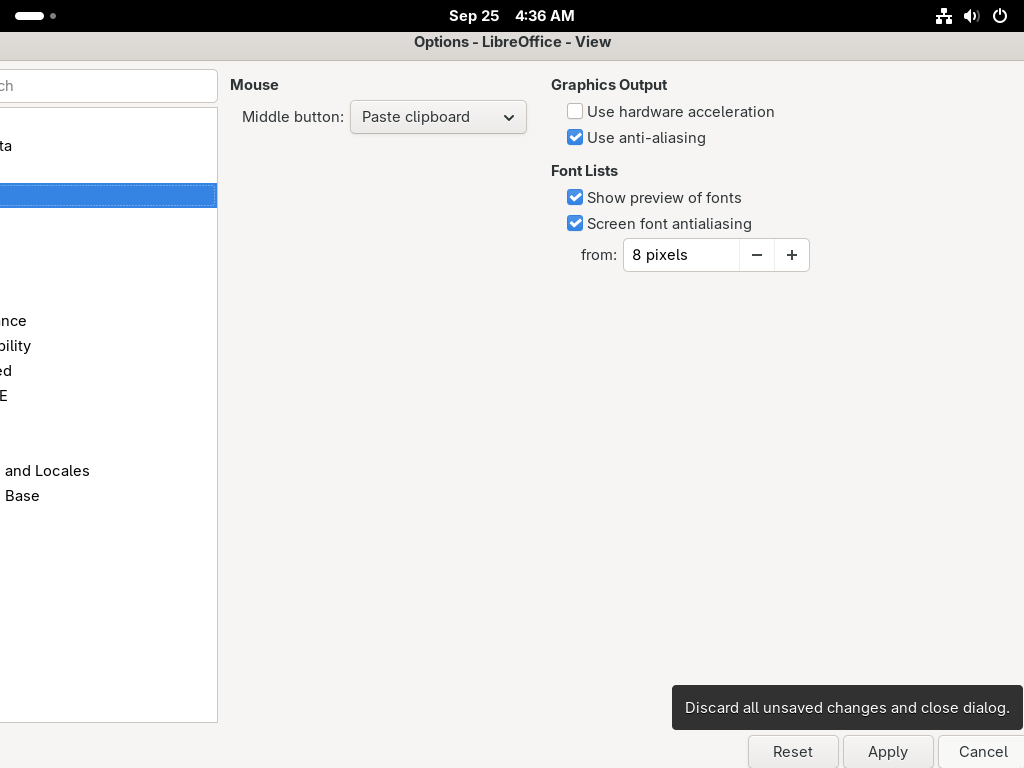 Sep 25 4:36 AM
Options - LibreOffice - View
ch
ta
nce
bility
ed
E
and Locales
Base
Mouse
Middle button: Paste clipboard
Graphics Output
Use hardware acceleration
Use anti-aliasing
Font Lists
Show preview of fonts
Screen font antialiasing
from: 8 pixels
Discard all unsaved changes and close dialog.
Reset
Apply
Cancel